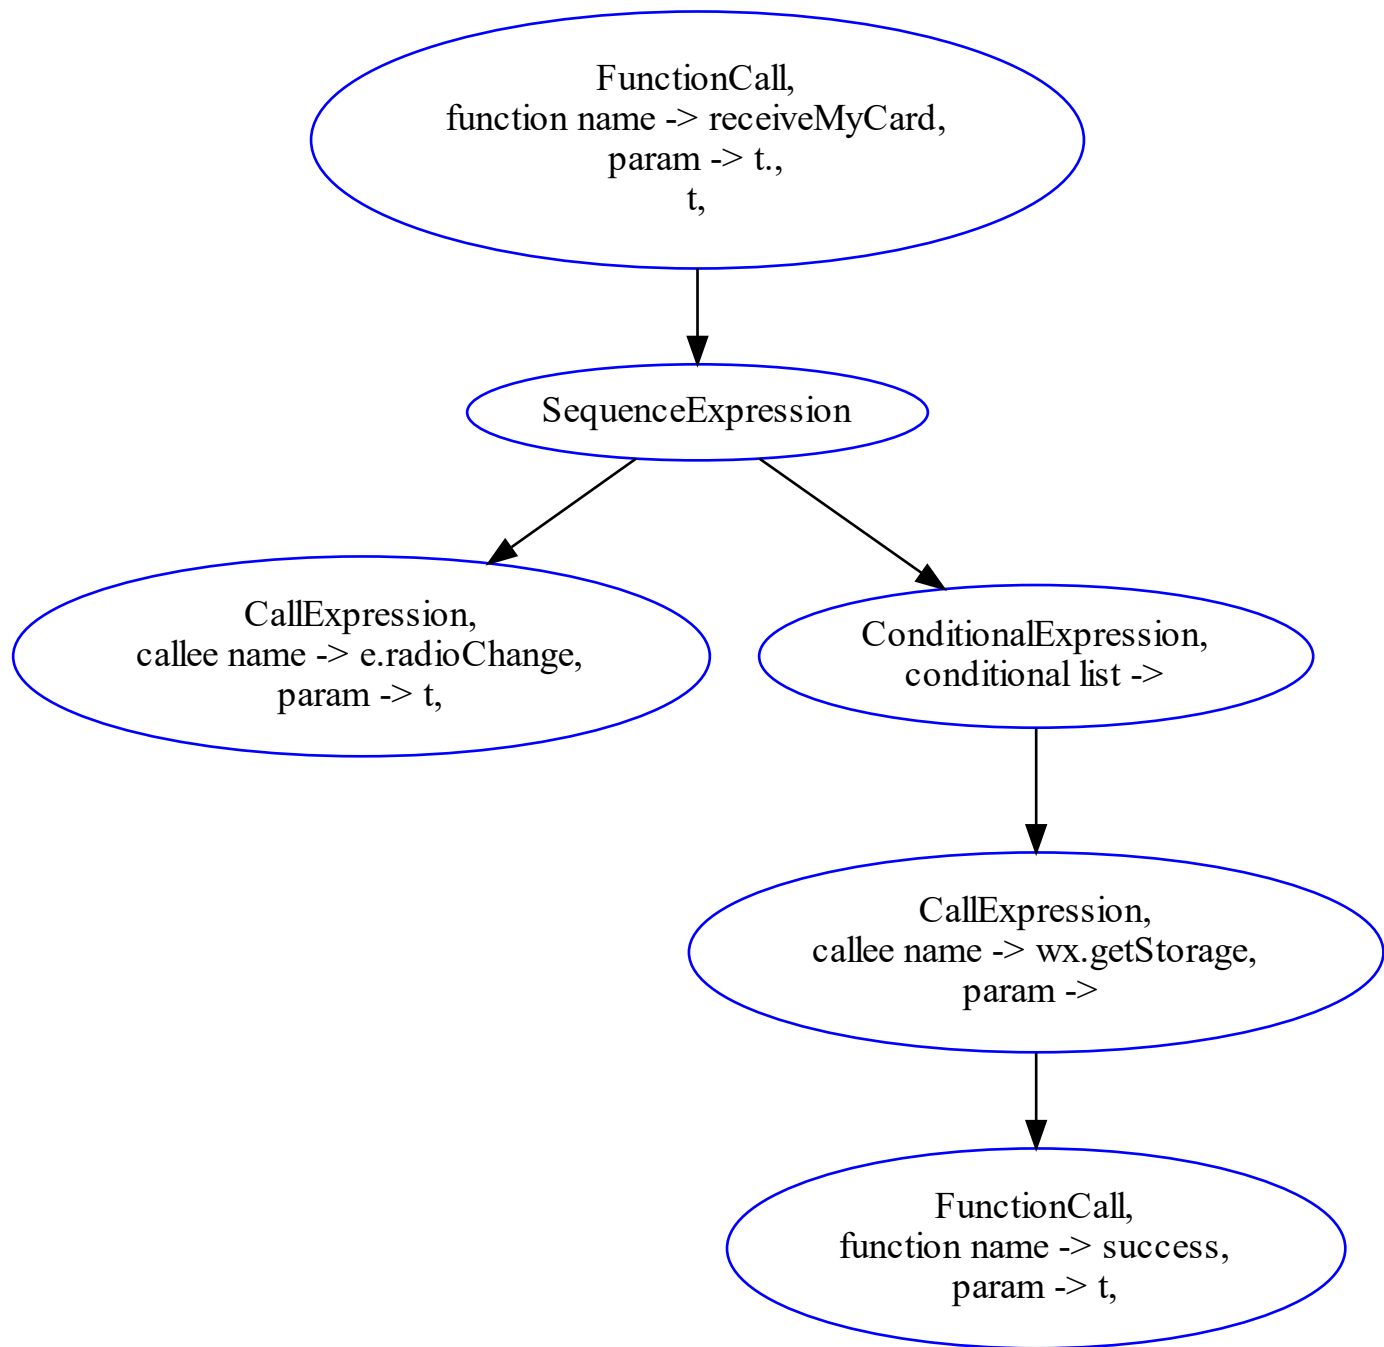 FunctionCall,
function name -> receiveMyCard,
param -> t.,
t,
SequenceExpression
CallExpression,
callee name -> e.radioChange,
param -> t,
ConditionalExpression,
conditional list ->
CallExpression,
callee name -> wx.getStorage,
param ->
FunctionCall,
function name -> success,
param -> t,